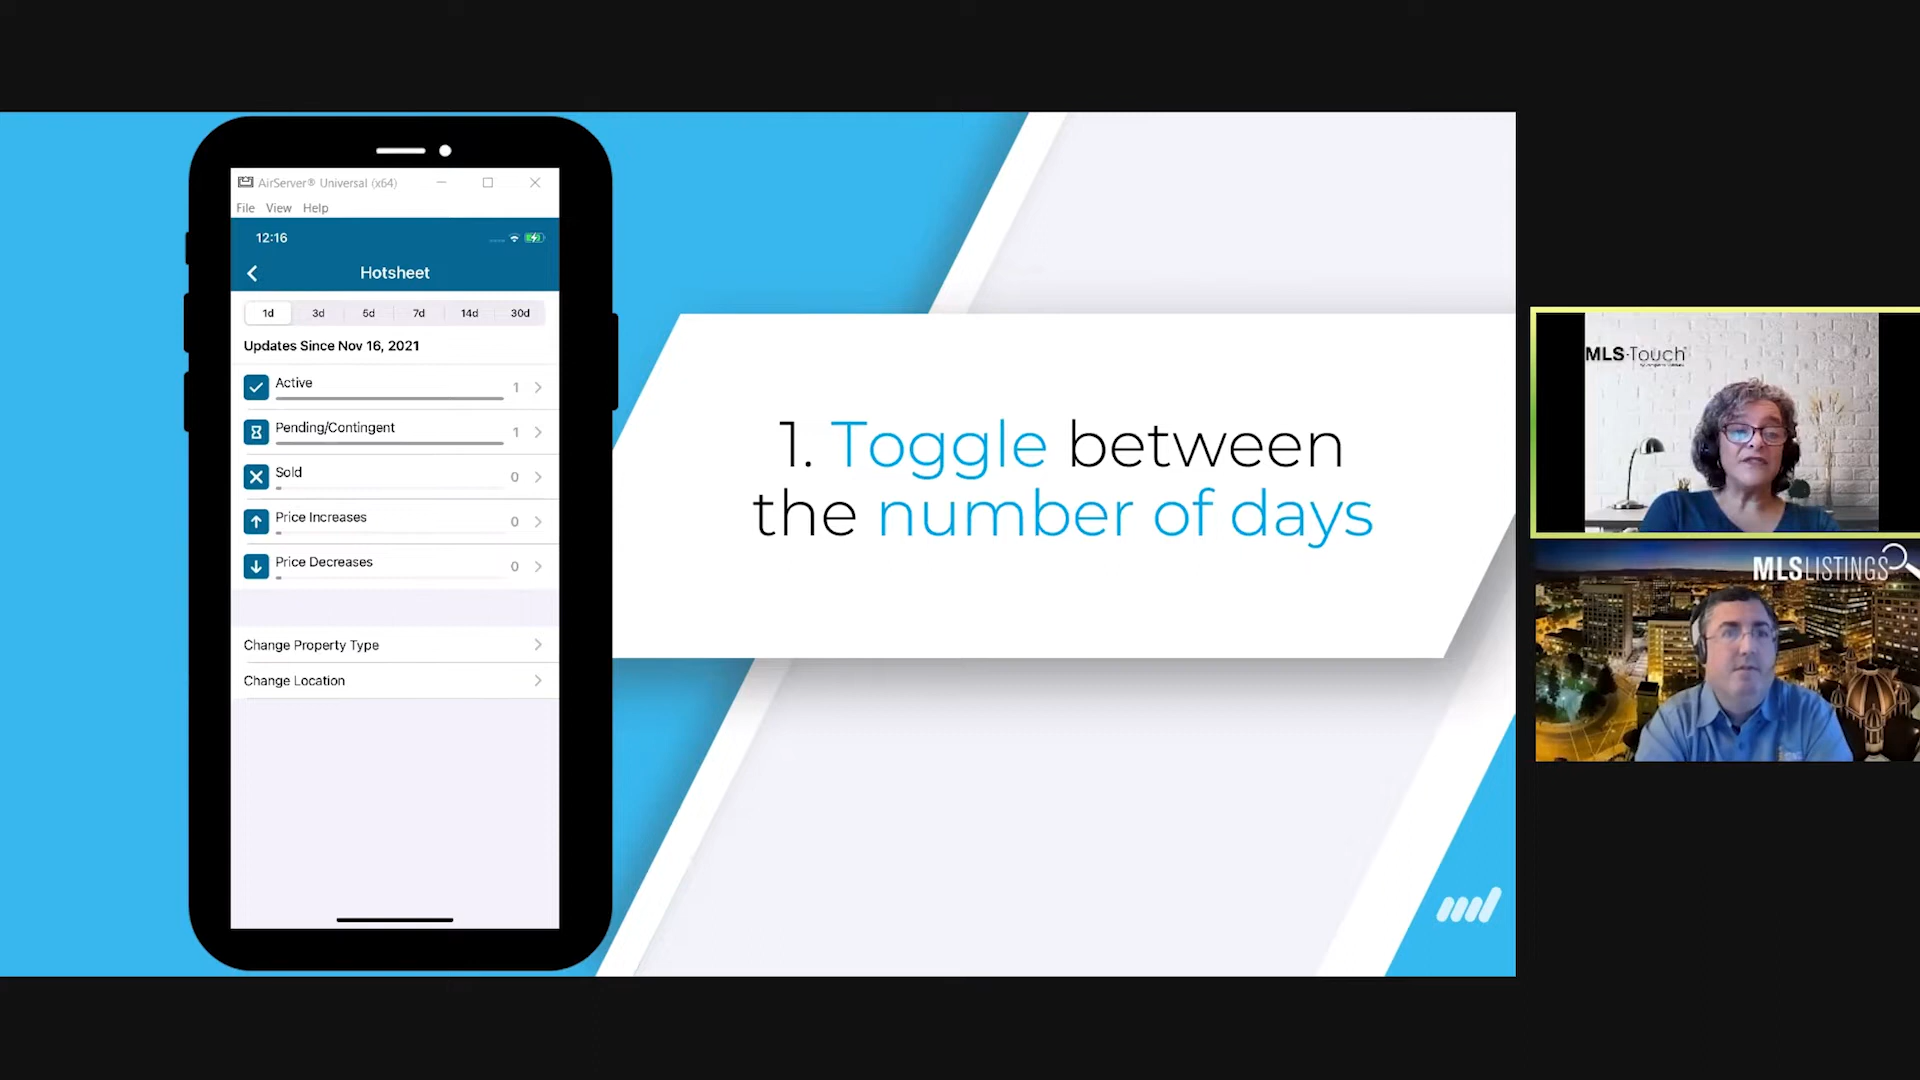 AirServer® Universal (x64)
File View Help
12:16
Hotsheet
1d 3d 5d 7d 14d 30d
Updates Since Nov 16, 2021
Active 1
Pending/Contingent 1
Sold 0
Price Increases 0
Price Decreases 0
Change Property Type
Change Location
1. Toggle between
the number of days
MLS-Touch
MLSLISTINGS